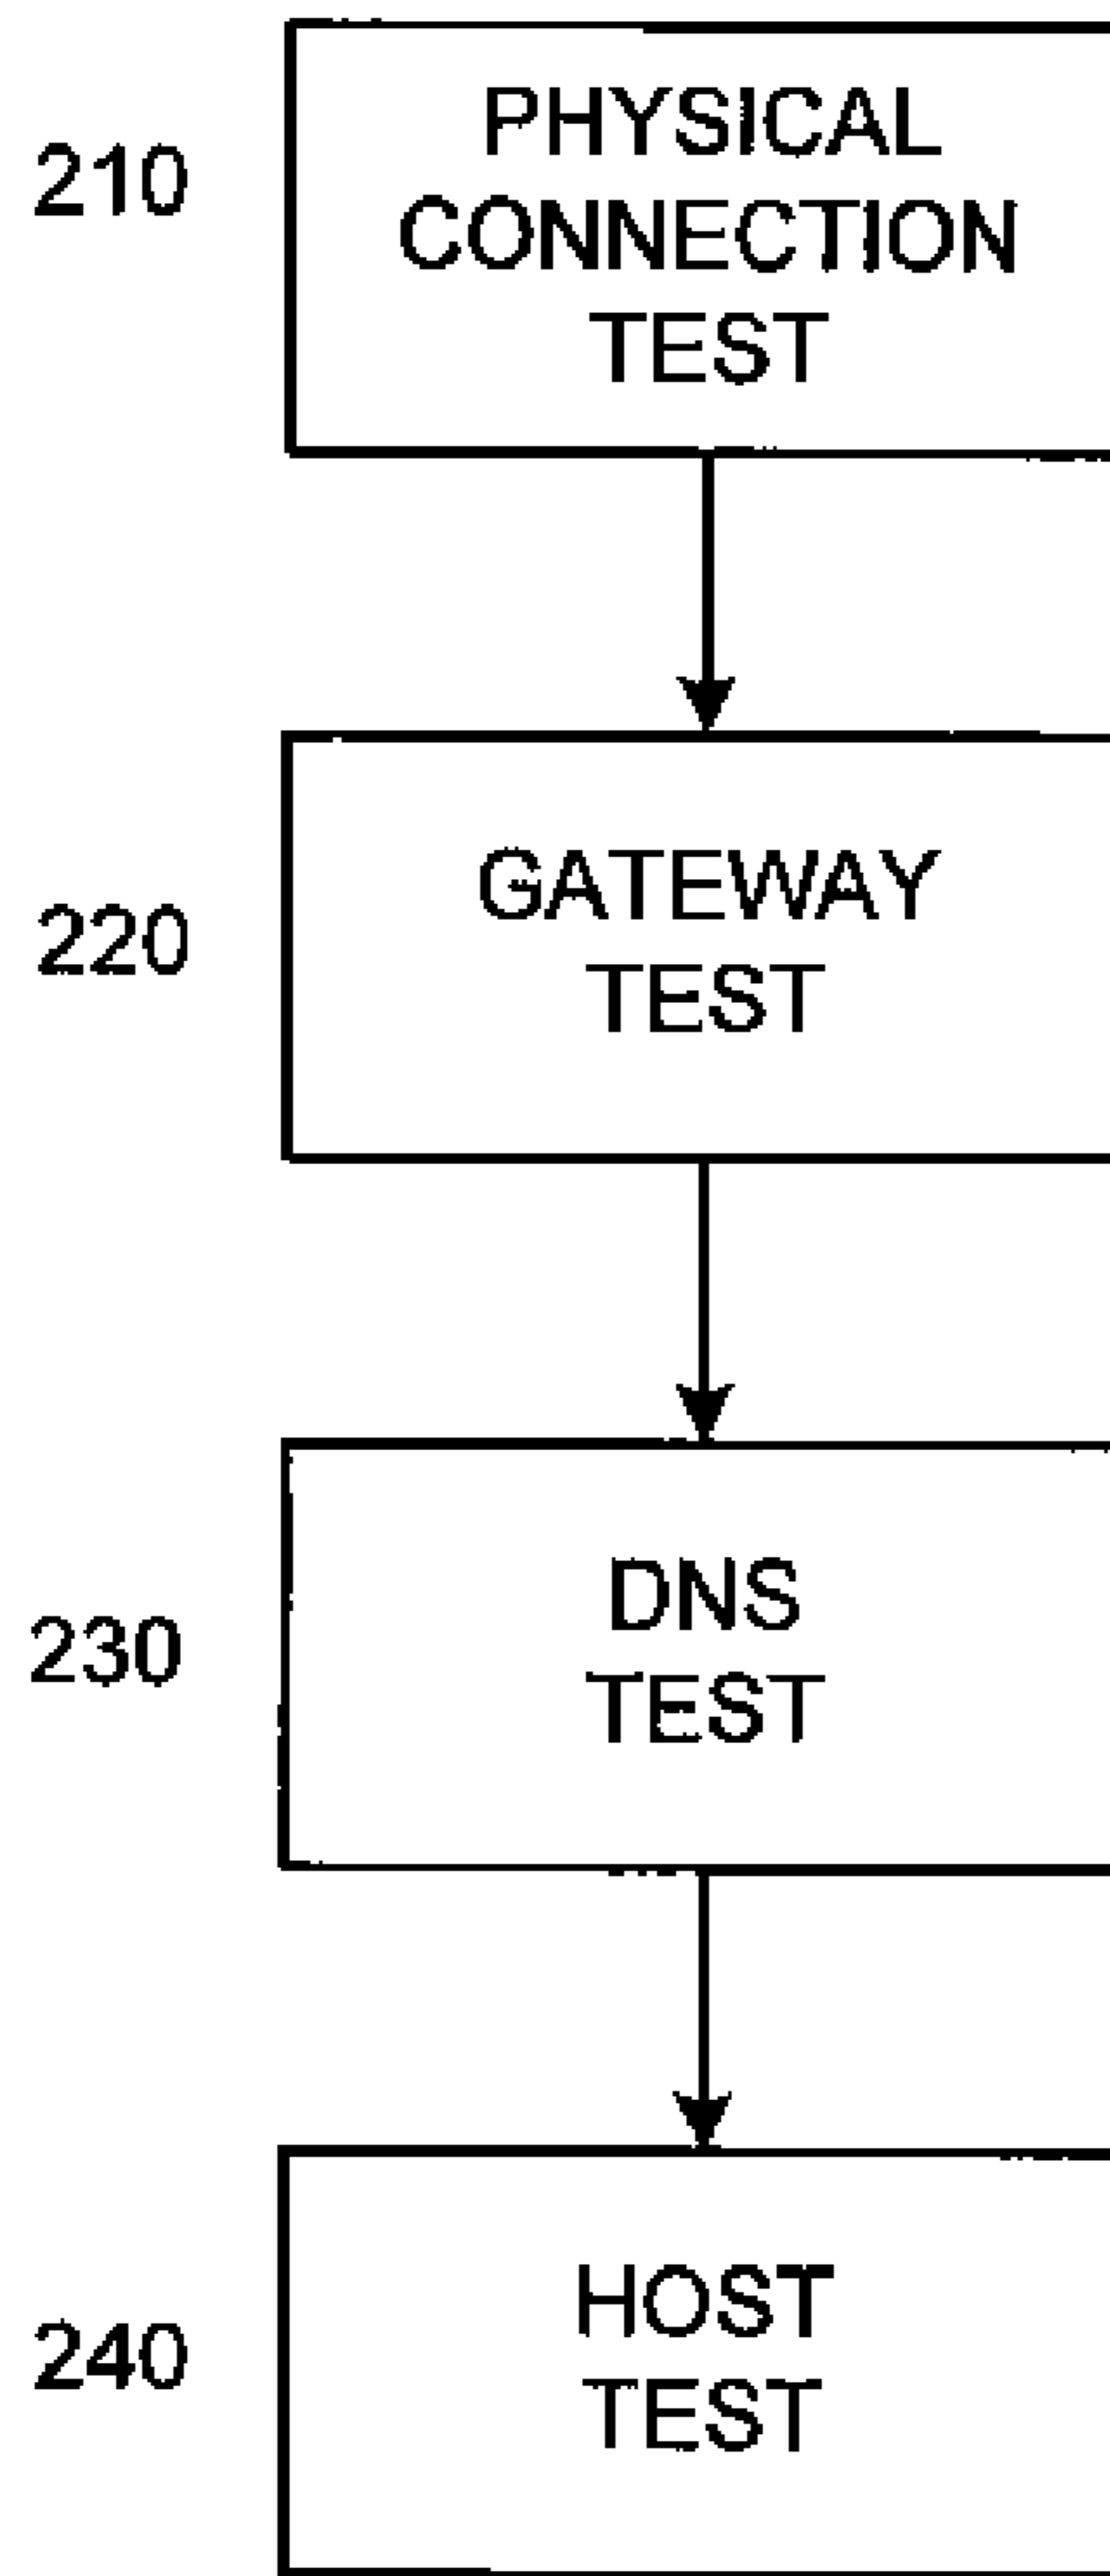 210
PHYSICAL
CONNECTION
TEST
220
GATEWAY
TEST
230
DNS
TEST
240
HOST
TEST